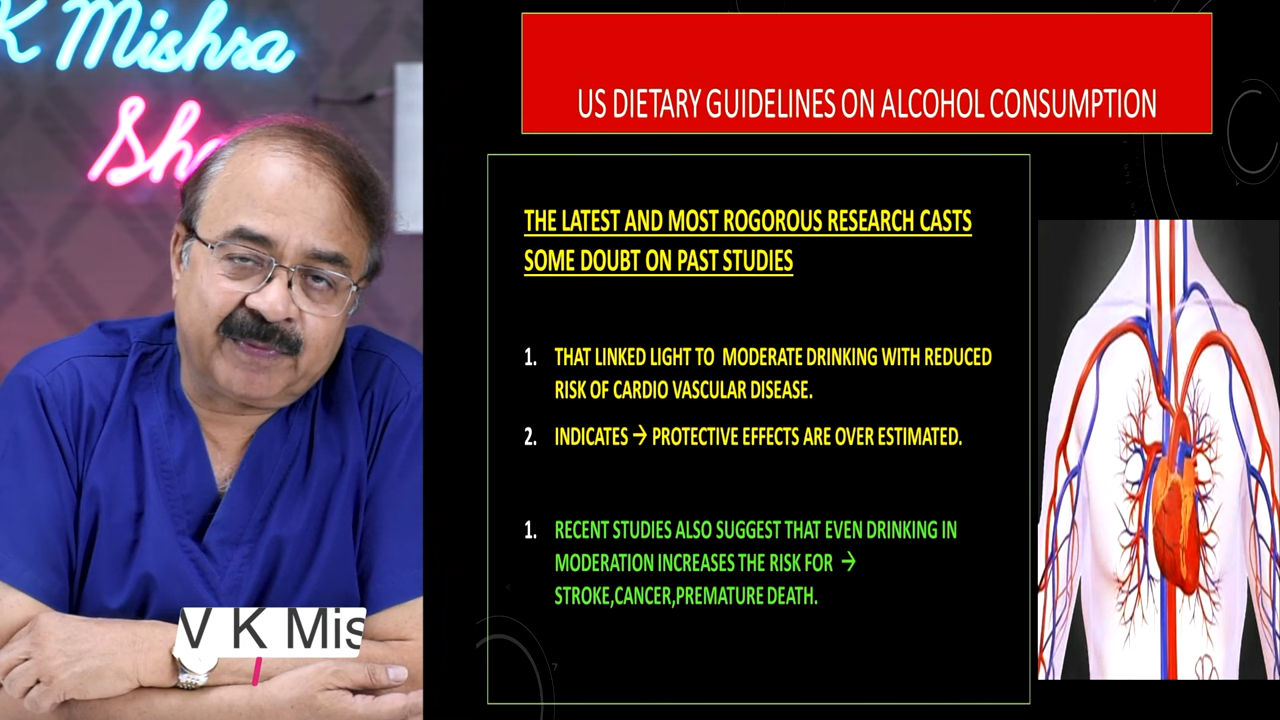 K Mishra
Sh
V K Mis
US DIETARY GUIDELINES ON ALCOHOL CONSUMPTION
THE LATEST AND MOST ROGOROUS RESEARCH CASTS
SOME DOUBT ON PAST STUDIES
1. THAT LINKED LIGHT TO MODERATE DRINKING WITH REDUCED
RISK OF CARDIO VASCULAR DISEASE.
2. INDICATES → PROTECTIVE EFFECTS ARE OVER ESTIMATED.
1. RECENT STUDIES ALSO SUGGEST THAT EVEN DRINKING IN
MODERATION INCREASES THE RISK FOR →
STROKE,CANCER,PREMATURE DEATH.